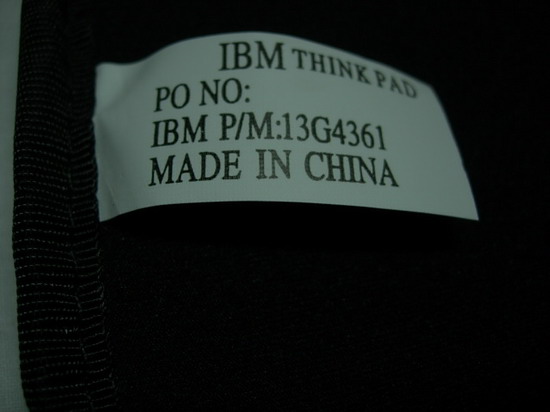 IBM THINK PAD
PO NO:
IBM P/M:13G4361
MADE IN CHINA